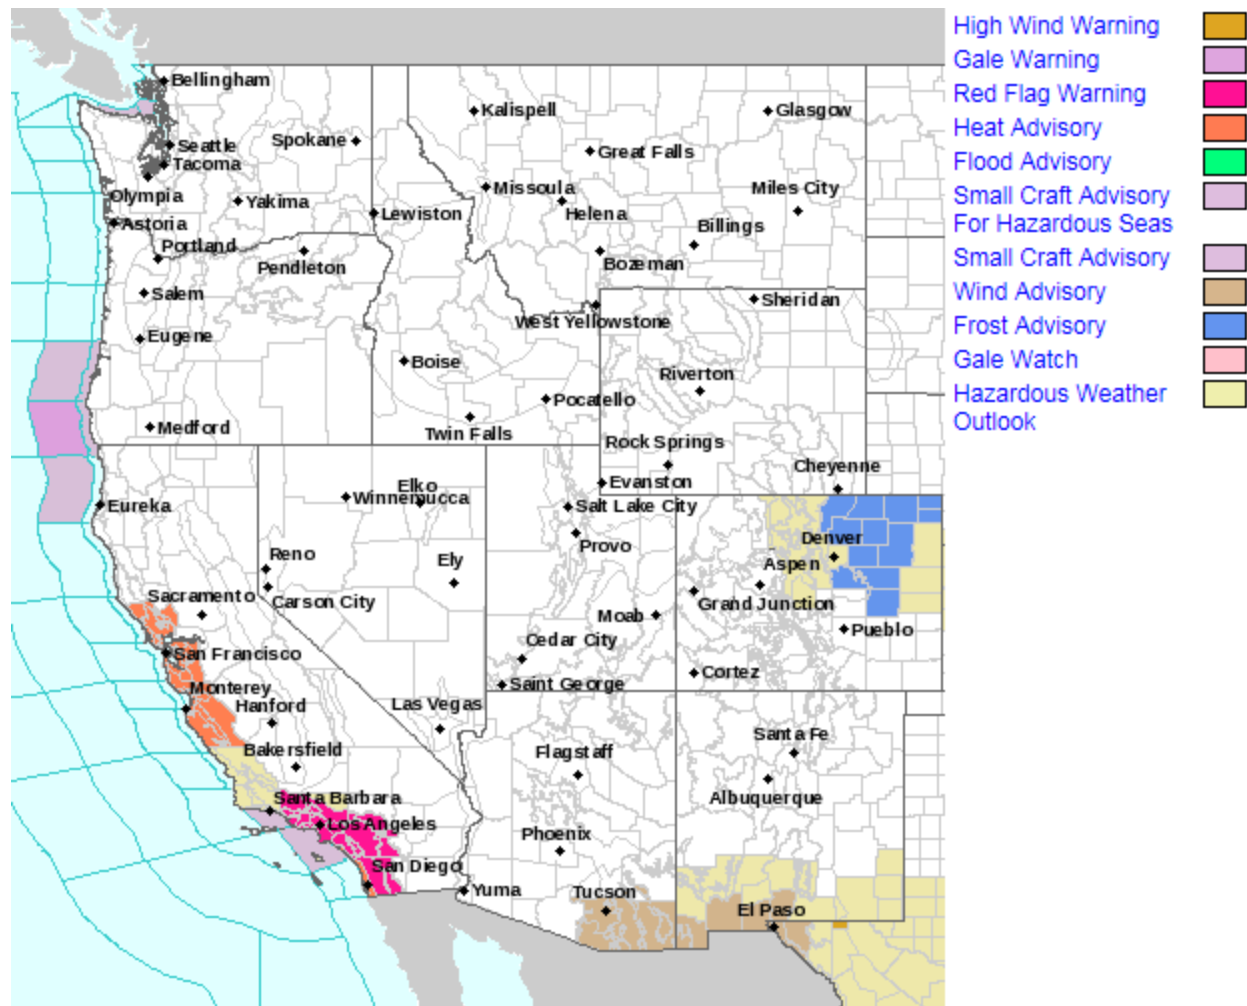 High Wind Warning
Gale Warning
Red Flag Warning
Heat Advisory
Flood Advisory
Small Craft Advisory
For Hazardous Seas
Small Craft Advisory
Wind Advisory
Frost Advisory
Gale Watch
Hazardous Weather
Outlook
Bellingham
Kalispell
Glasgow
Spokane
Seattle
Great Falls
Tacoma
Olympia
Yakima
Missoula
Miles City
Helena
Lewiston
Astoria
Billings
Portland
Pendleton
Bozeman
Salem
Sheridan
West Yellowstone
Eugene
Boise
Riverton
Pocatello
Medford
Twin Falls
Rock Springs
Cheyenne
Elko
Winnemucca
Evanston
Eureka
Salt Lake City
Provo
Denver
Reno
Ely
Aspen
Sacramento
Carson City
Grand Junction
Moab
Pueblo
Cedar City
San Francisco
Cortez
Monterey
Saint George
Hanford
Las Vegas
Santa Fe
Bakersfield
Flagstaff
Albuquerque
Santa Barbara
Los Angeles
Phoenix
San Diego
Yuma
Tucson
El Paso